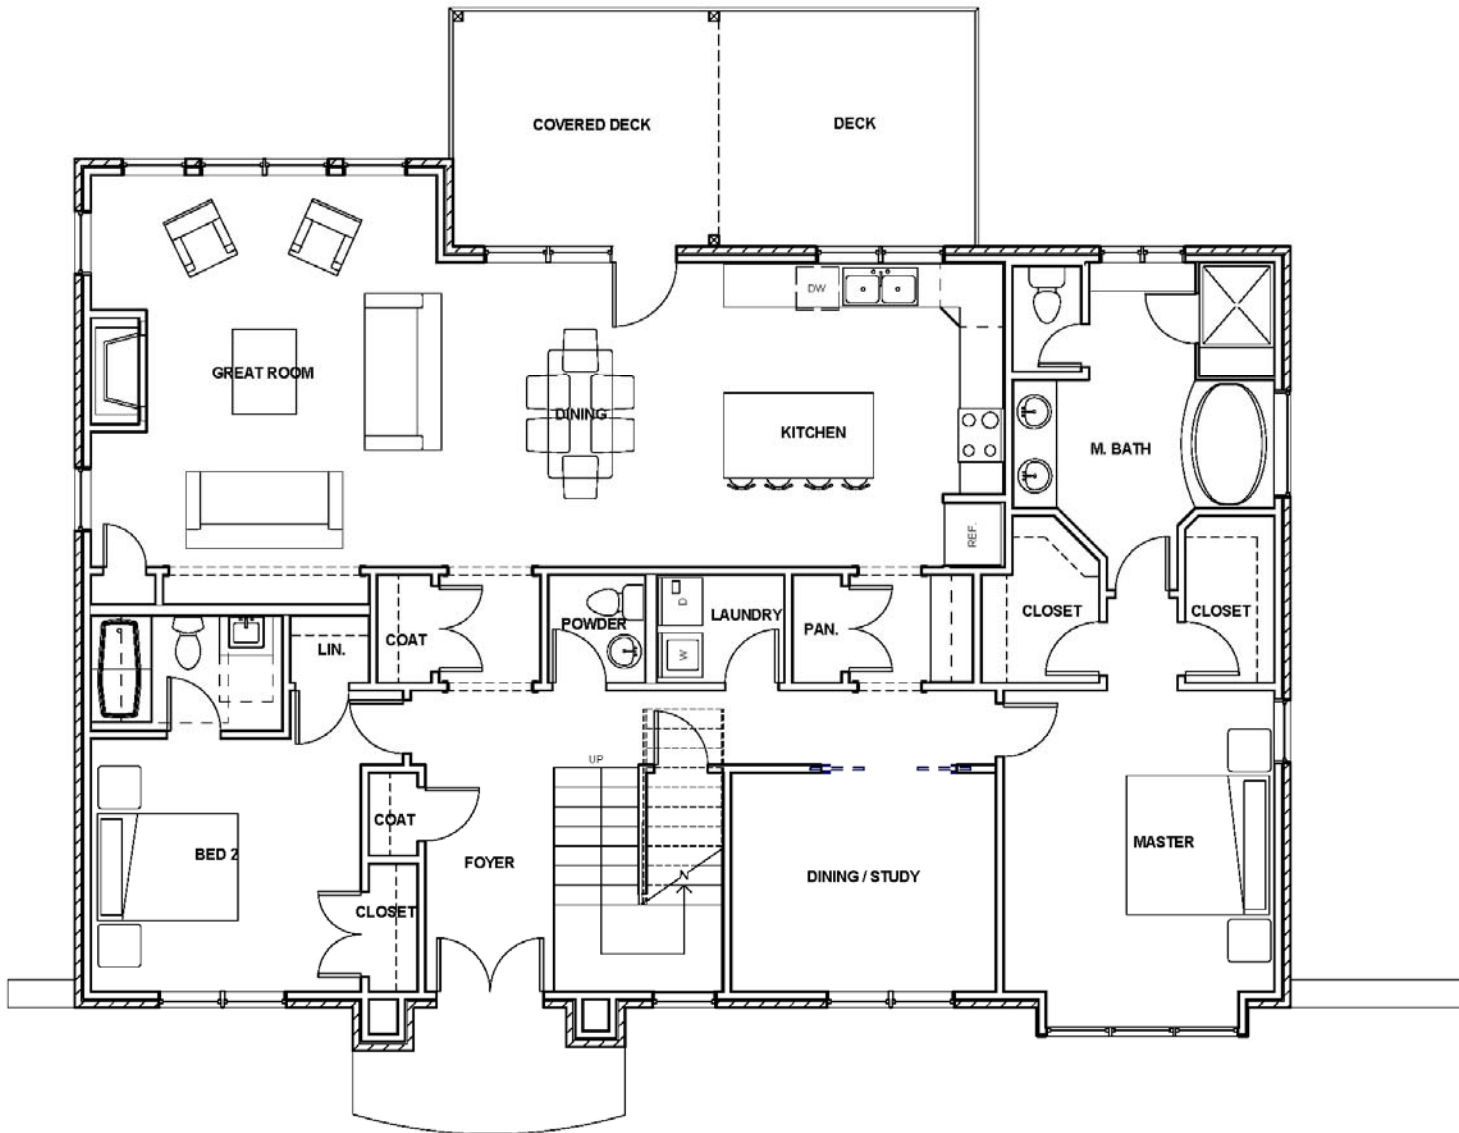 COVERED DECK
DECK
DW
GREAT ROOM
DINING
KITCHEN
M. BATH
REF.
D
W
LAUNDRY
POWDER
PAN.
COAT
LIN.
CLOSET
CLOSET
UP
COAT
BED 2
FOYER
N
CLOSET
DINING / STUDY
MASTER